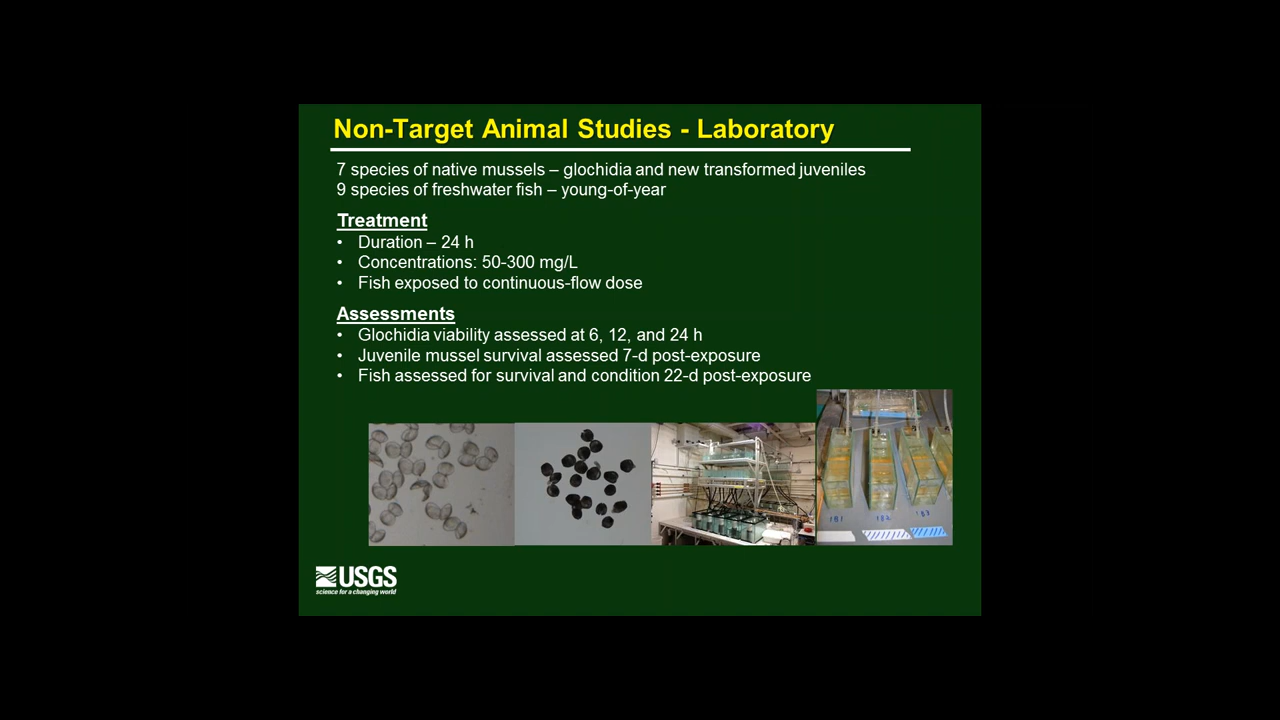 Non-Target Animal Studies - Laboratory
7 species of native mussels – glochidia and new transformed juveniles
9 species of freshwater fish – young-of-year
Treatment
• Duration – 24 h
• Concentrations: 50-300 mg/L
• Fish exposed to continuous-flow dose
Assessments
• Glochidia viability assessed at 6, 12, and 24 h
• Juvenile mussel survival assessed 7-d post-exposure
• Fish assessed for survival and condition 22-d post-exposure
USGS
science for a changing world